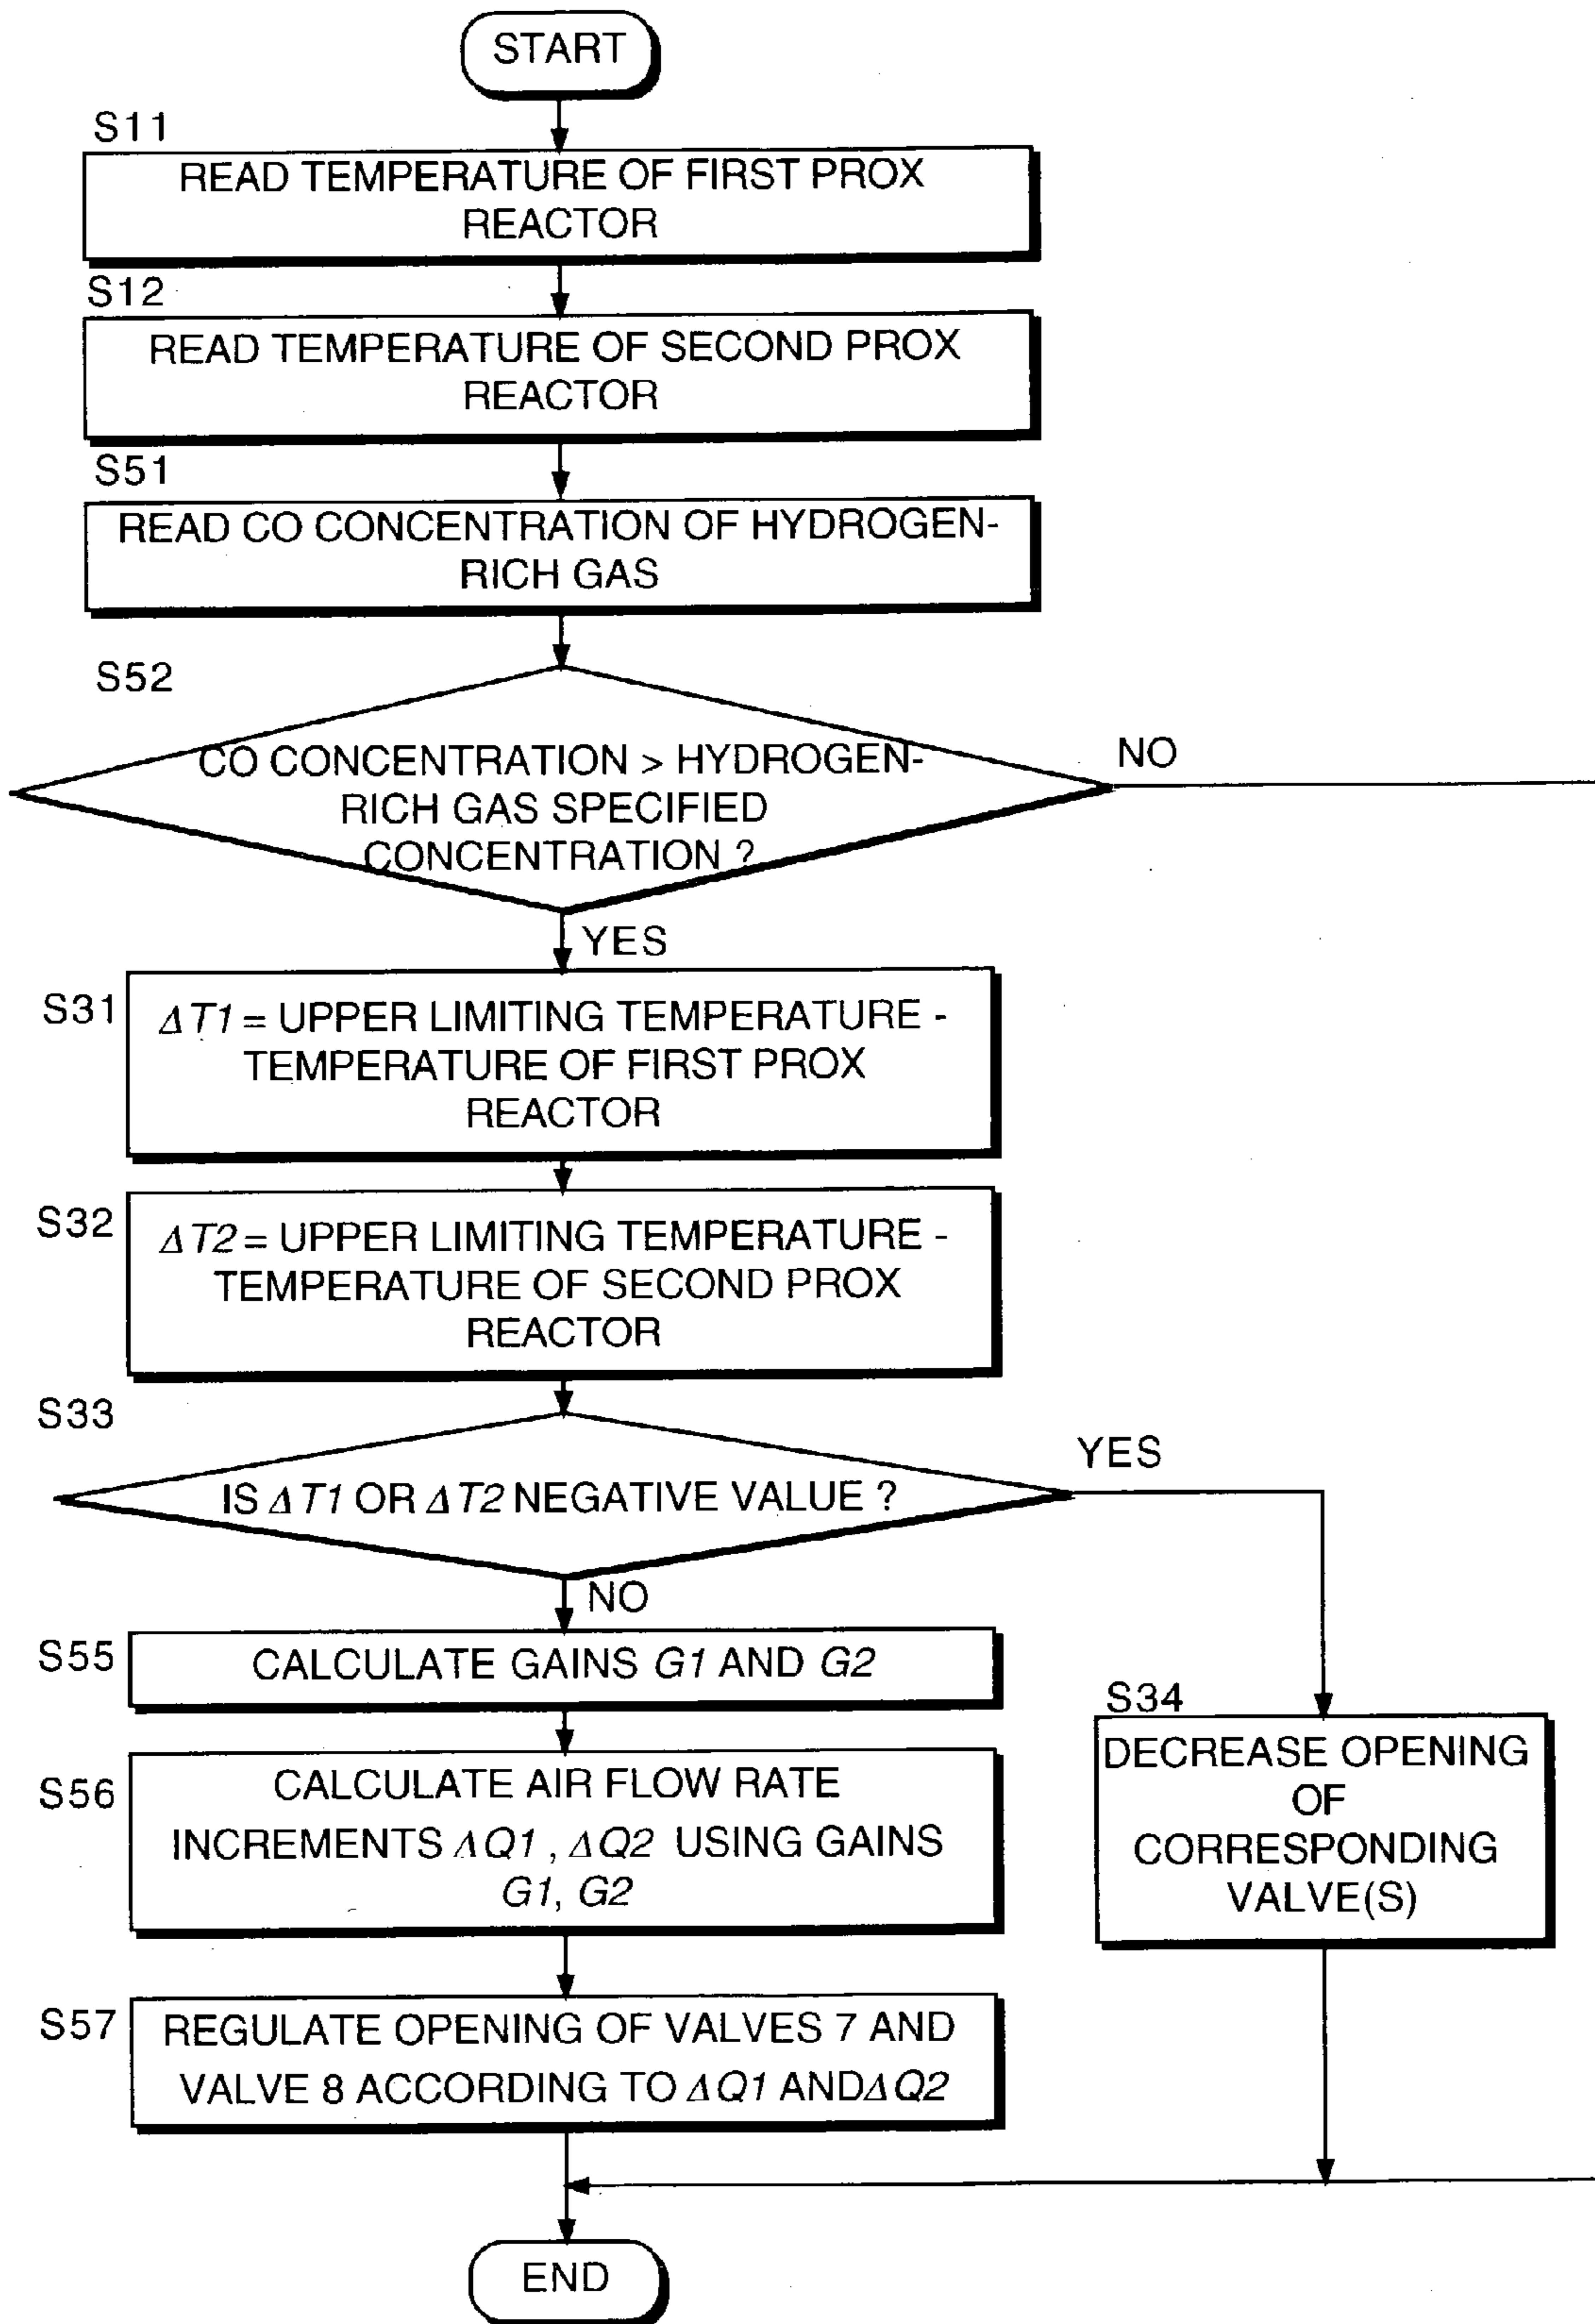 START
S11
READ TEMPERATURE OF FIRST PROX
REACTOR
S12
READ TEMPERATURE OF SECOND PROX
REACTOR
S51
READ CO CONCENTRATION OF HYDROGEN-
RICH GAS
S52
CO CONCENTRATION > HYDROGEN-
RICH GAS SPECIFIED
CONCENTRATION ?
NO
YES
S31
ΔT1 = UPPER LIMITING TEMPERATURE -
TEMPERATURE OF FIRST PROX
REACTOR
S32
ΔT2 = UPPER LIMITING TEMPERATURE -
TEMPERATURE OF SECOND PROX
REACTOR
S33
IS ΔT1 OR ΔT2 NEGATIVE VALUE ?
YES
NO
S55
CALCULATE GAINS G1 AND G2
S34
DECREASE OPENING
OF
CORRESPONDING
VALVE(S)
S56
CALCULATE AIR FLOW RATE
INCREMENTS ΔQ1 , ΔQ2 USING GAINS
G1, G2
S57
REGULATE OPENING OF VALVES 7 AND
VALVE 8 ACCORDING TO ΔQ1 ANDΔQ2
END